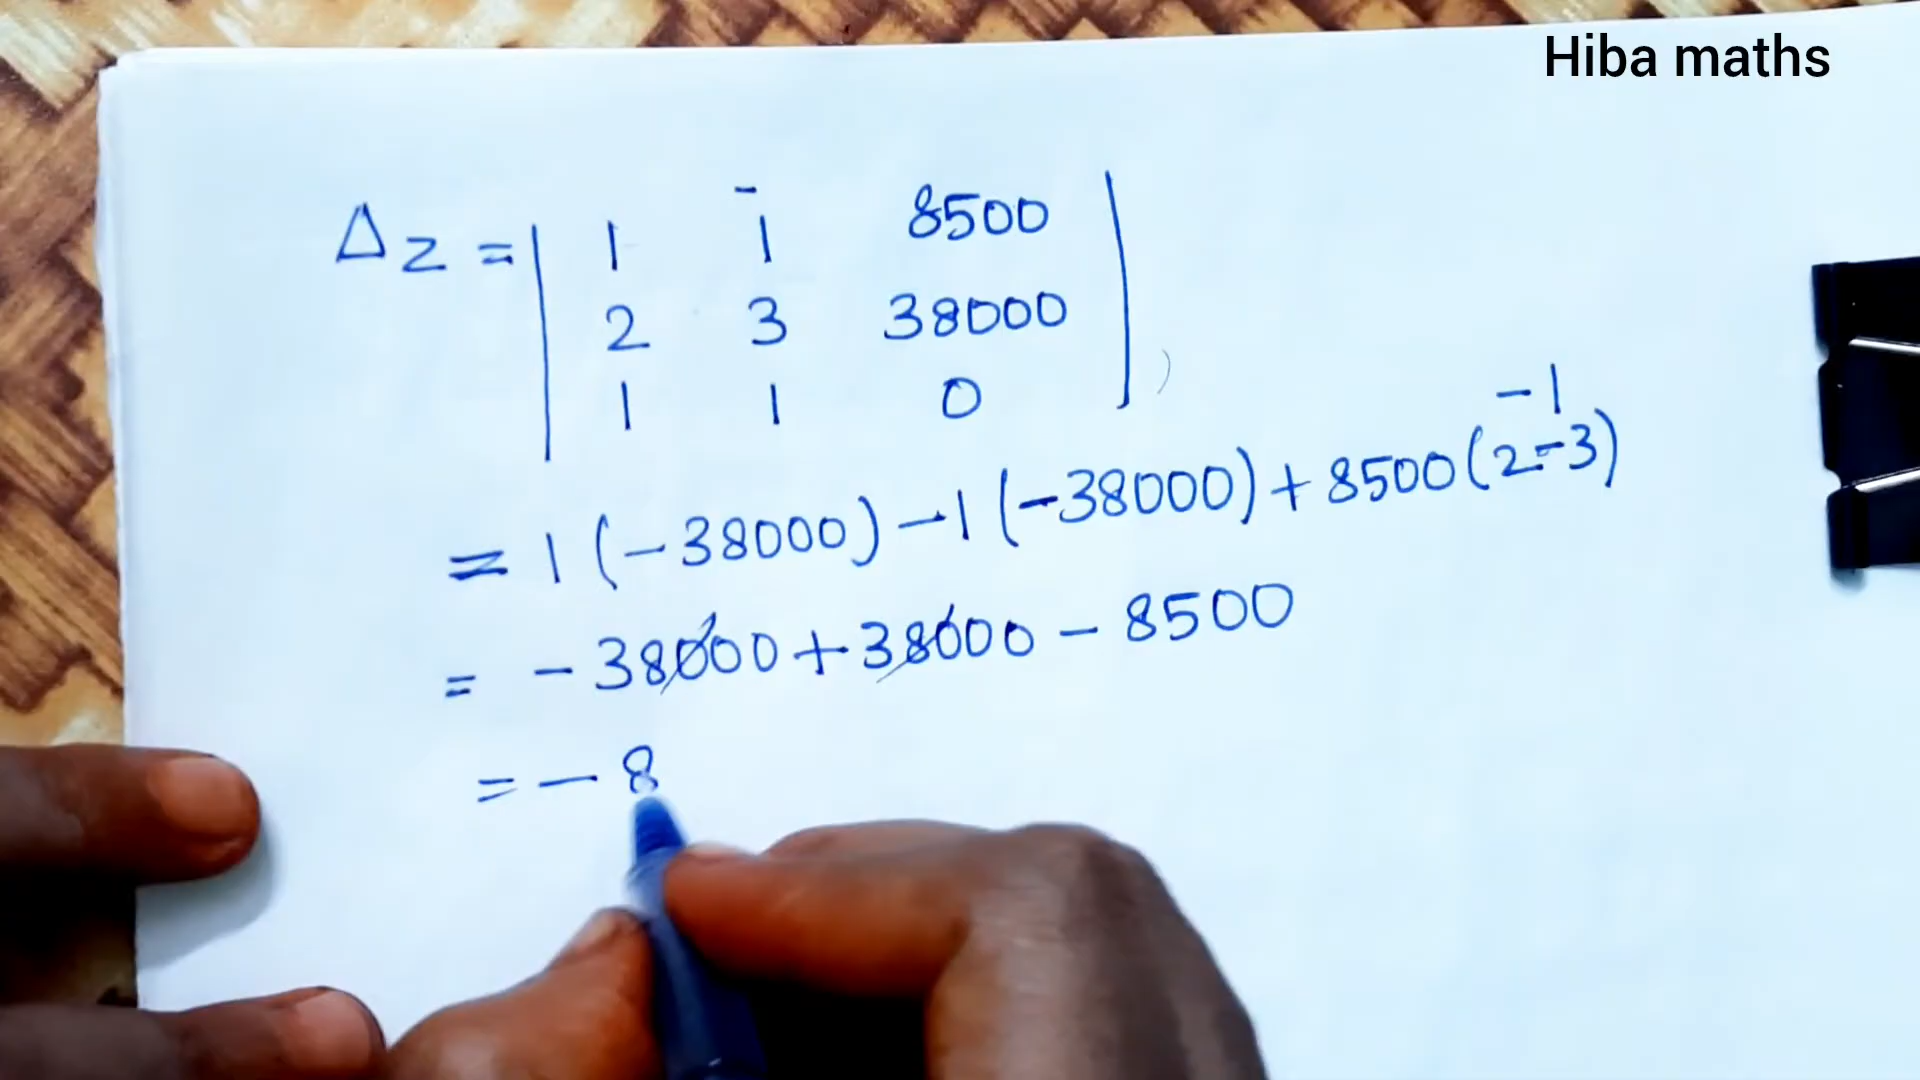 Hiba maths
Δz = | 1 1 8500 |
2 3 38000
1 1 0
-1
= 1 (-38000) -1 (-38000) + 8500 (2-3)
= - 38000 + 38000 - 8500
= - 8